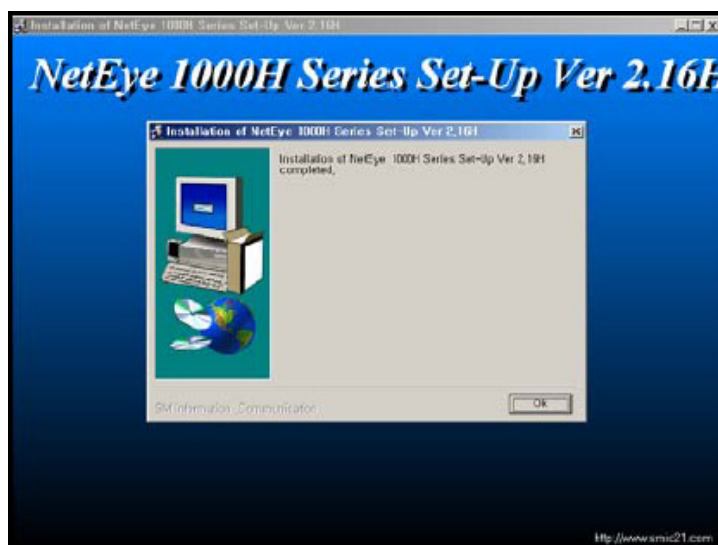 Installation of NetEye 1000H Series Set-Up Ver 2.16H
NetEye 1000H Series Set-Up Ver 2.16H
Installation of NetEye 1000H Series Set-Up Ver 2.16H
Installation of NetEye 1000H Series Set-Up Ver 2.16H
completed.
SM Information Communication
Ok
http://www.smic21.com